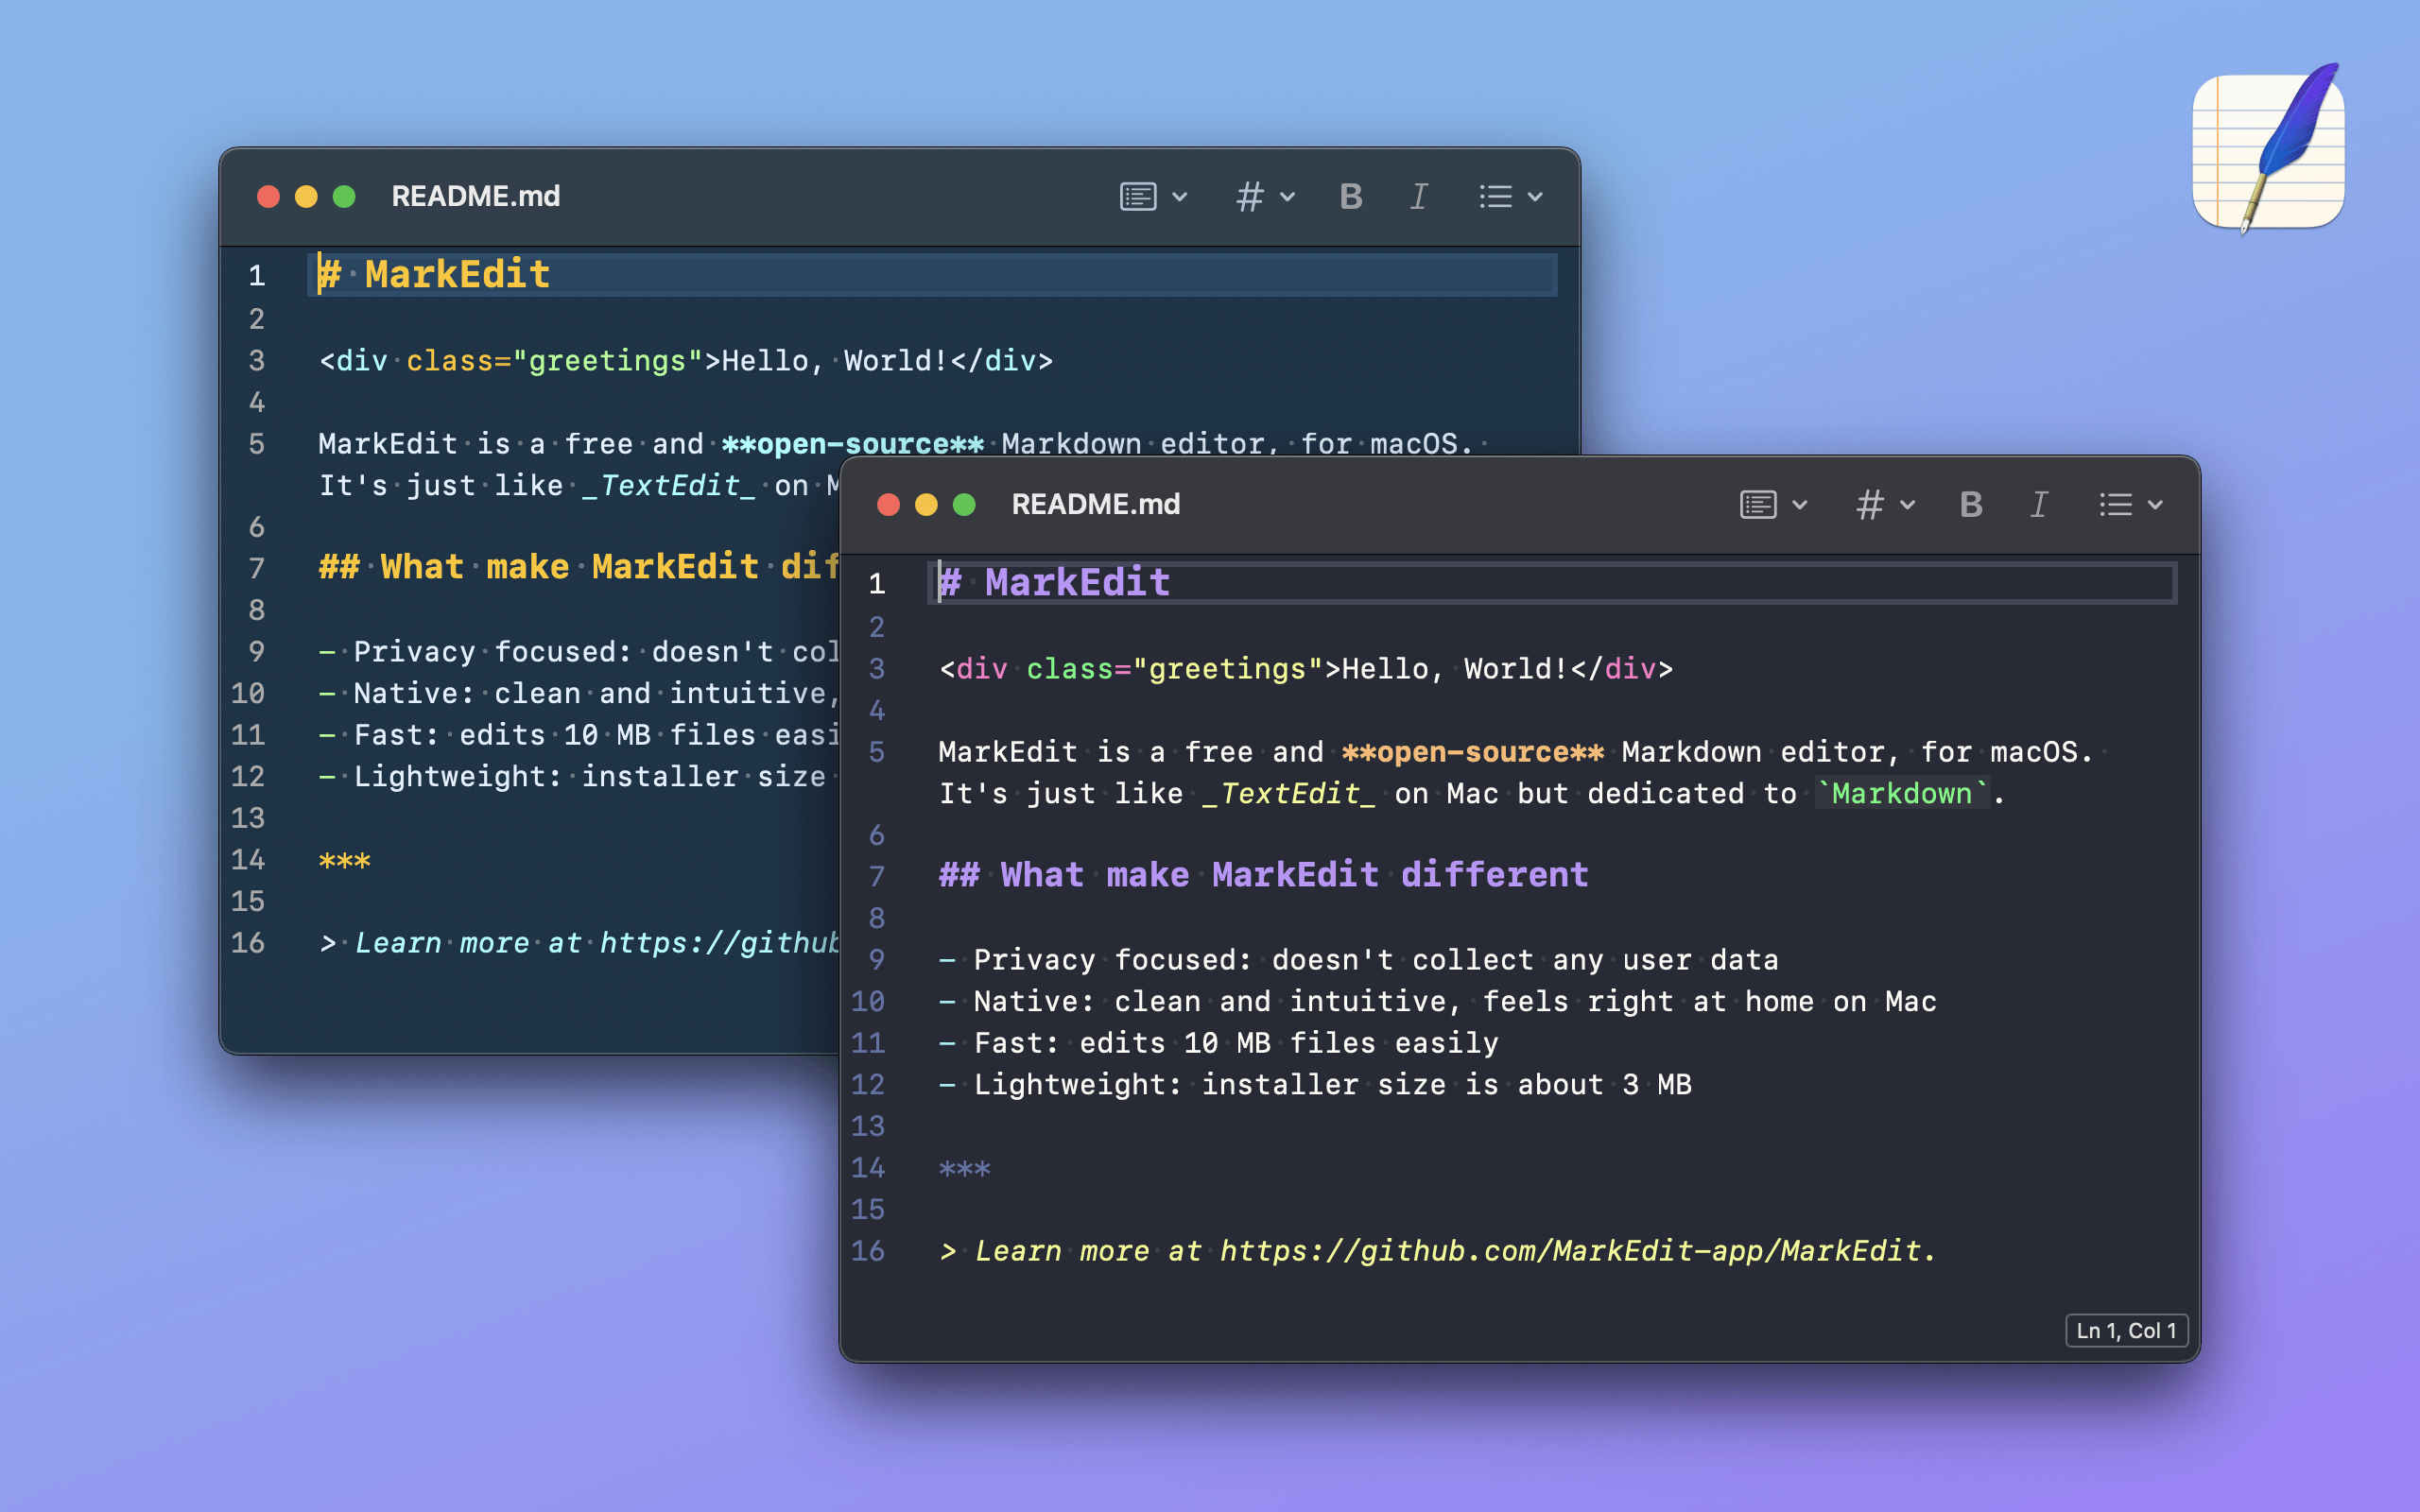 README.md
B I
1 # MarkEdit
2
3 <div class="greetings">Hello, World!</div>
4
5 MarkEdit is a free and **open-source** Markdown editor, for macOS.
It's just like _TextEdit_ on
6
7 ## What make MarkEdit
8
9 - Privacy focused: doesn't
10 - Native: clean and intuitive,
11 - Fast: edits 10 MB files
12 - Lightweight: installer size
13
14 ***
15
16 > Learn more at https://github
README.md
B I
1 # MarkEdit
2
3 <div class="greetings">Hello, World!</div>
4
5 MarkEdit is a free and **open-source** Markdown editor, for macOS.
It's just like _TextEdit_ on Mac but dedicated to `Markdown`.
6
7 ## What make MarkEdit different
8
9 - Privacy focused: doesn't collect any user data
10 - Native: clean and intuitive, feels right at home on Mac
11 - Fast: edits 10 MB files easily
12 - Lightweight: installer size is about 3 MB
13
14 ***
15
16 > Learn more at https://github.com/MarkEdit-app/MarkEdit.
Ln 1, Col 1